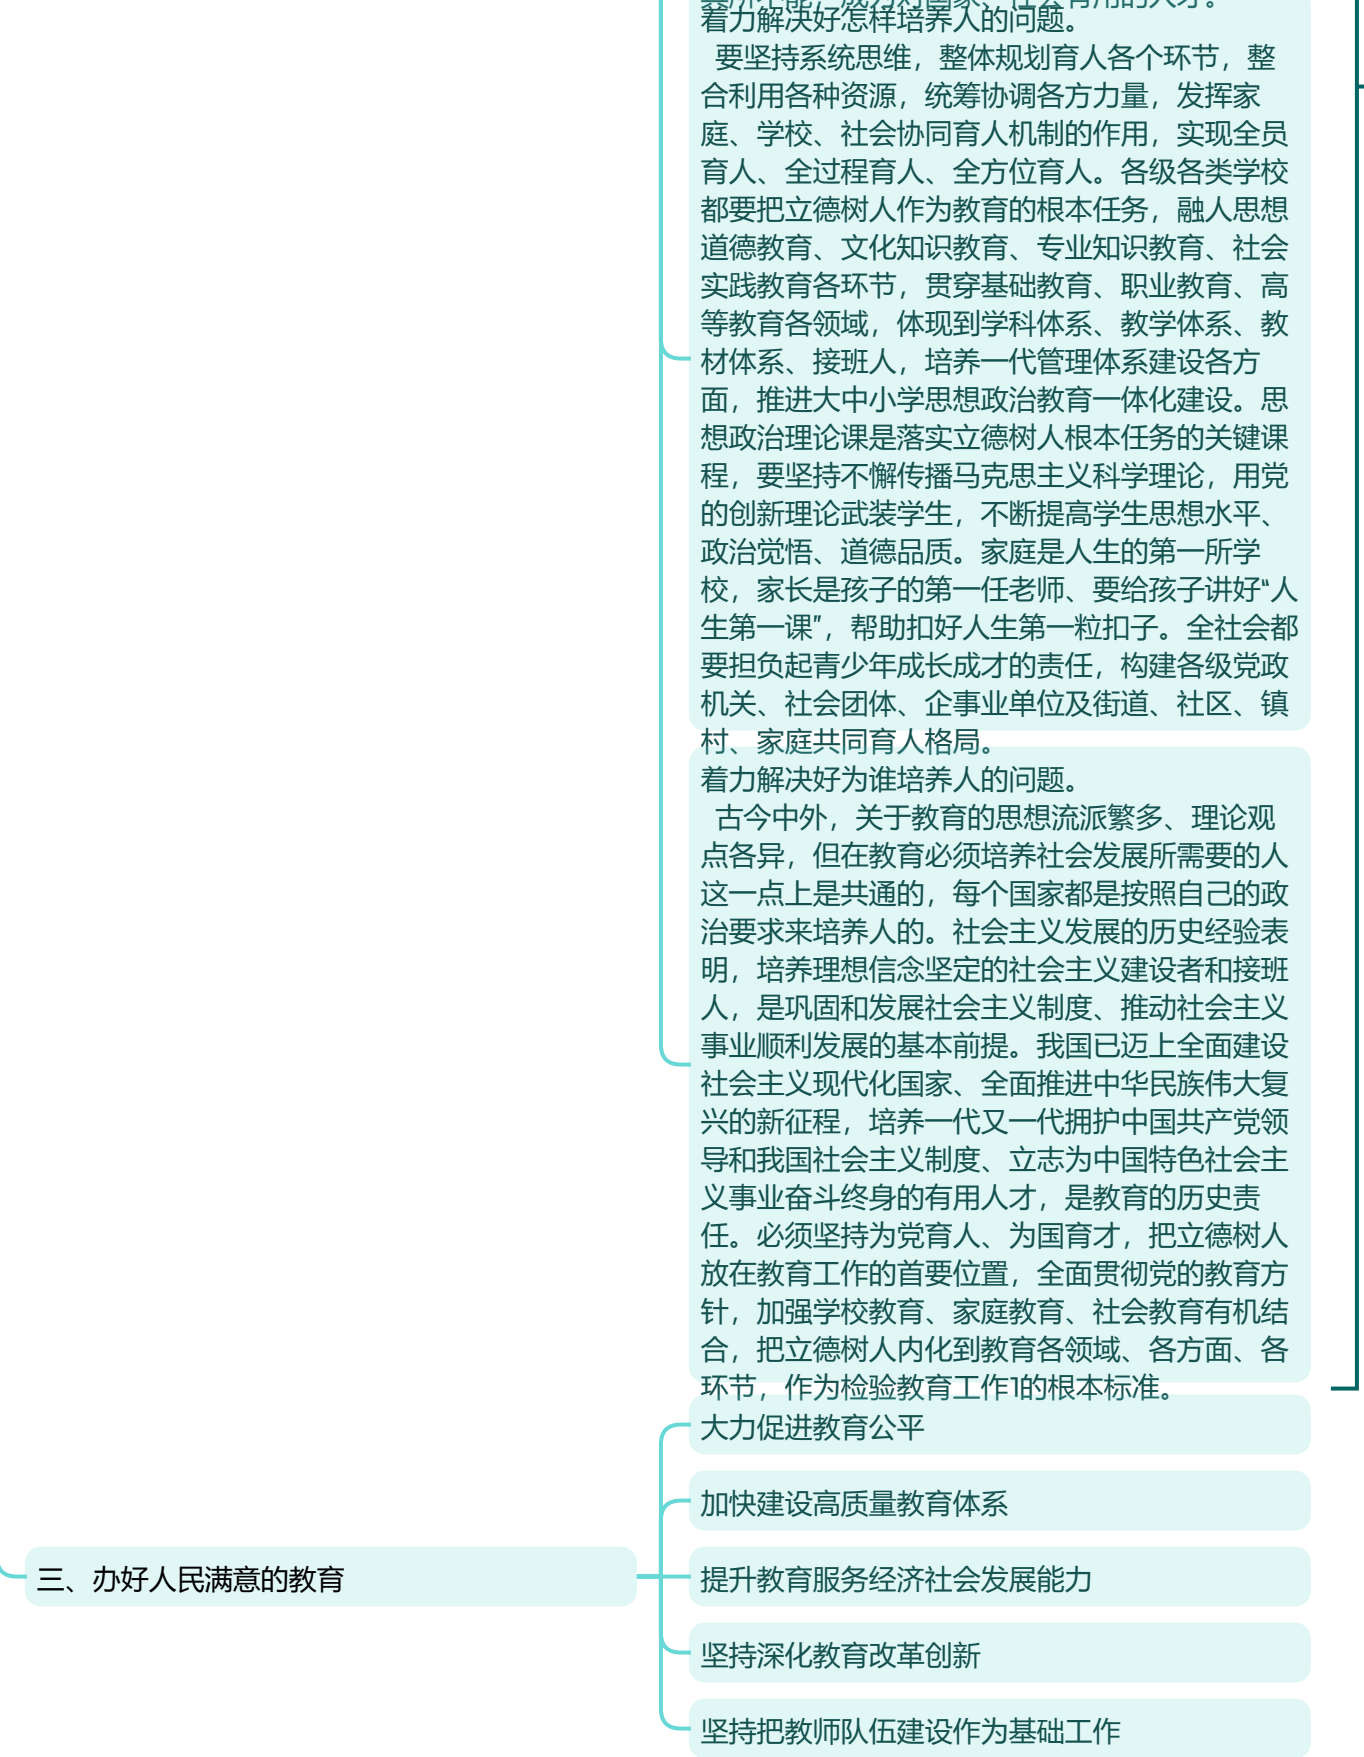 着力解决好怎样培养人的问题。
要坚持系统思维，整体规划育人各个环节，整
合利用各种资源，统筹协调各方力量，发挥家
庭、学校、社会协同育人机制的作用，实现全员
育人、全过程育人、全方位育人。各级各类学校
都要把立德树人作为教育的根本任务，融人思想
道德教育、文化知识教育、专业知识教育、社会
实践教育各环节，贯穿基础教育、职业教育、高
等教育各领域，体现到学科体系、教学体系、教
材体系、接班人，培养一代管理体系建设各方
面，推进大中小学思想政治教育一体化建设。思
想政治理论课是落实立德树人根本任务的关键课
程，要坚持不懈传播马克思主义科学理论，用党
的创新理论武装学生，不断提高学生思想水平、
政治觉悟、道德品质。家庭是人生的第一所学
校，家长是孩子的第一任老师、要给孩子讲好“人
生第一课”，帮助扣好人生第一粒扣子。全社会都
要担负起青少年成长成才的责任，构建各级党政
机关、社会团体、企事业单位及街道、社区、镇
村、家庭共同育人格局。
着力解决好为谁培养人的问题。
古今中外，关于教育的思想流派繁多、理论观
点各异，但在教育必须培养社会发展所需要的人
这一点上是共通的，每个国家都是按照自己的政
治要求来培养人的。社会主义发展的历史经验表
明，培养理想信念坚定的社会主义建设者和接班
人，是巩固和发展社会主义制度、推动社会主义
事业顺利发展的基本前提。我国已迈上全面建设
社会主义现代化国家、全面推进中华民族伟大复
兴的新征程，培养一代又一代拥护中国共产党领
导和我国社会主义制度、立志为中国特色社会主
义事业奋斗终身的有用人才，是教育的历史责
任。必须坚持为党育人、为国育才，把立德树人
放在教育工作的首要位置，全面贯彻党的教育方
针，加强学校教育、家庭教育、社会教育有机结
合，把立德树人内化到教育各领域、各方面、各
环节，作为检验教育工作1的根本标准。
大力促进教育公平
加快建设高质量教育体系
三、办好人民满意的教育
提升教育服务经济社会发展能力
坚持深化教育改革创新
坚持把教师队伍建设作为基础工作